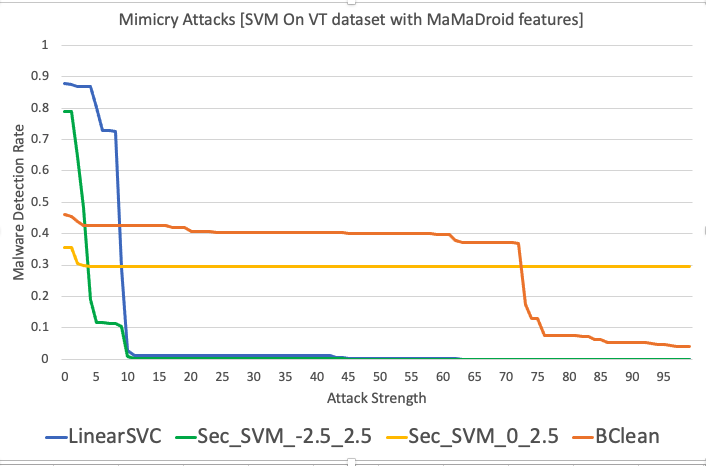 Mimicry Attacks [SVM On VT dataset with MaMaDroid features]
1
0.9
0.8
0.7
0.6
0.5
0.4
0.3
0.2
0.1
0
Malware Detection Rate
0 5 10 15 20 25 30 35 40 45 50 55 60 65 70 75 80 85 90 95
Attack Strength
LinearSVC Sec_SVM_-2.5_2.5 Sec_SVM_0_2.5 BClean